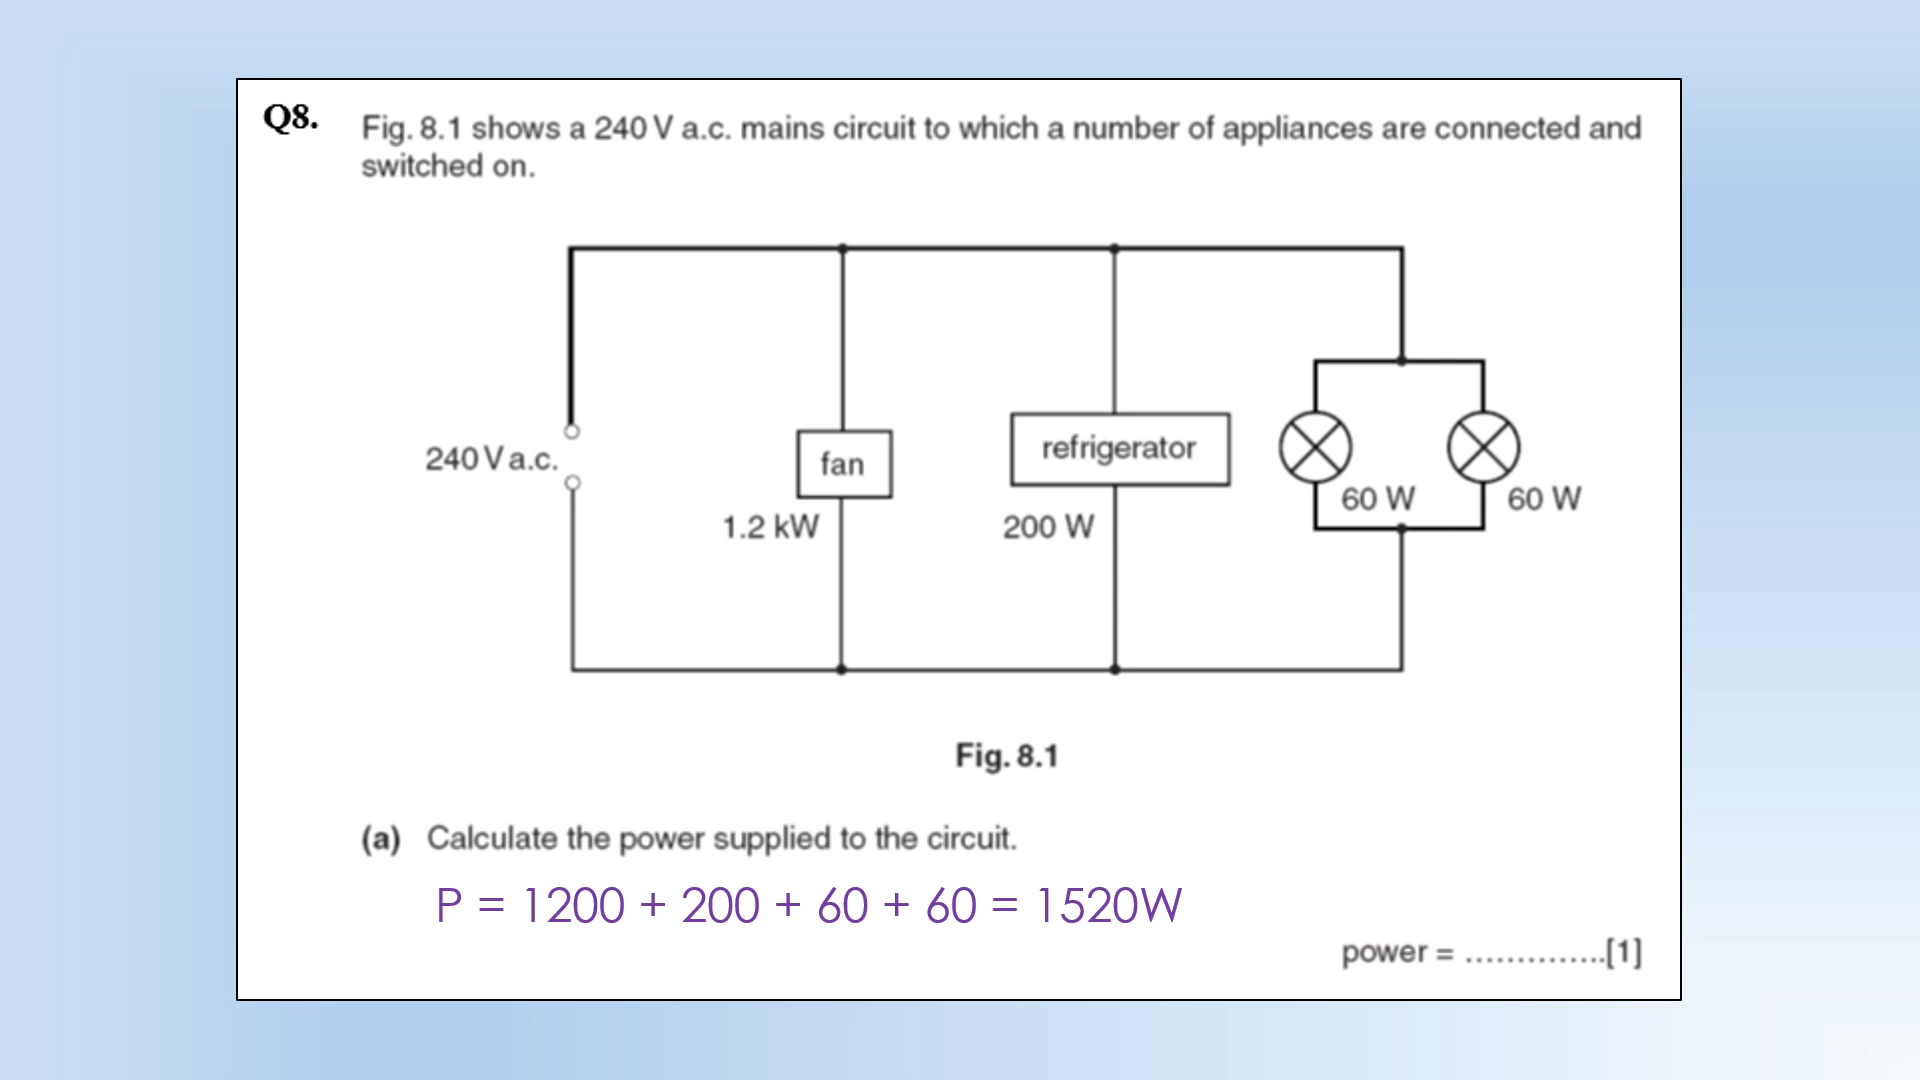 Q8.
Fig. 8.1 shows a 240 V a.c. mains circuit to which a number of appliances are connected and
switched on.
240 V a.c.
fan
1.2 kW
refrigerator
200 W
60 W
60 W
Fig. 8.1
(a) Calculate the power supplied to the circuit.
P = 1200 + 200 + 60 + 60 = 1520W
power = ..............[1]